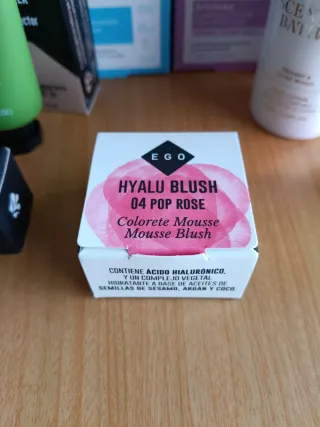 EGO
HYALU BLUSH
04 POP ROSE
Colorete Mousse
Mousse Blush
CONTIENE ÁCIDO HIALURÓNICO,
Y UN COMPLEJO VEGETAL
HIDRATANTE A BASE DE ACEITES DE
SEMILLAS DE SÉSAMO, ARGÁN Y COCO.